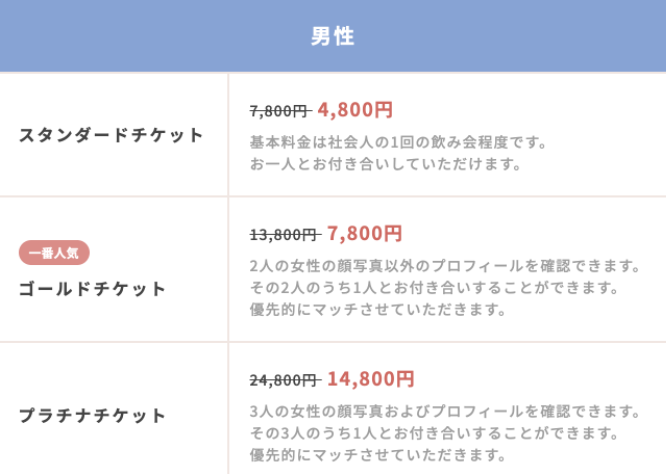 男性
スタンダードチケット
7,800円 4,800円
基本料金は社会人の1回の飲み会程度です。
お一人とお付き合いしていただけます。
一番人気
ゴールドチケット
13,800円 7,800円
2人の女性の顔写真以外のプロフィールを確認できます。
その2人のうち1人とお付き合いすることができます。
優先的にマッチさせていただきます。
プラチナチケット
24,800円 14,800円
3人の女性の顔写真およびプロフィールを確認できます。
その3人のうち1人とお付き合いすることができます。
優先的にマッチさせていただきます。